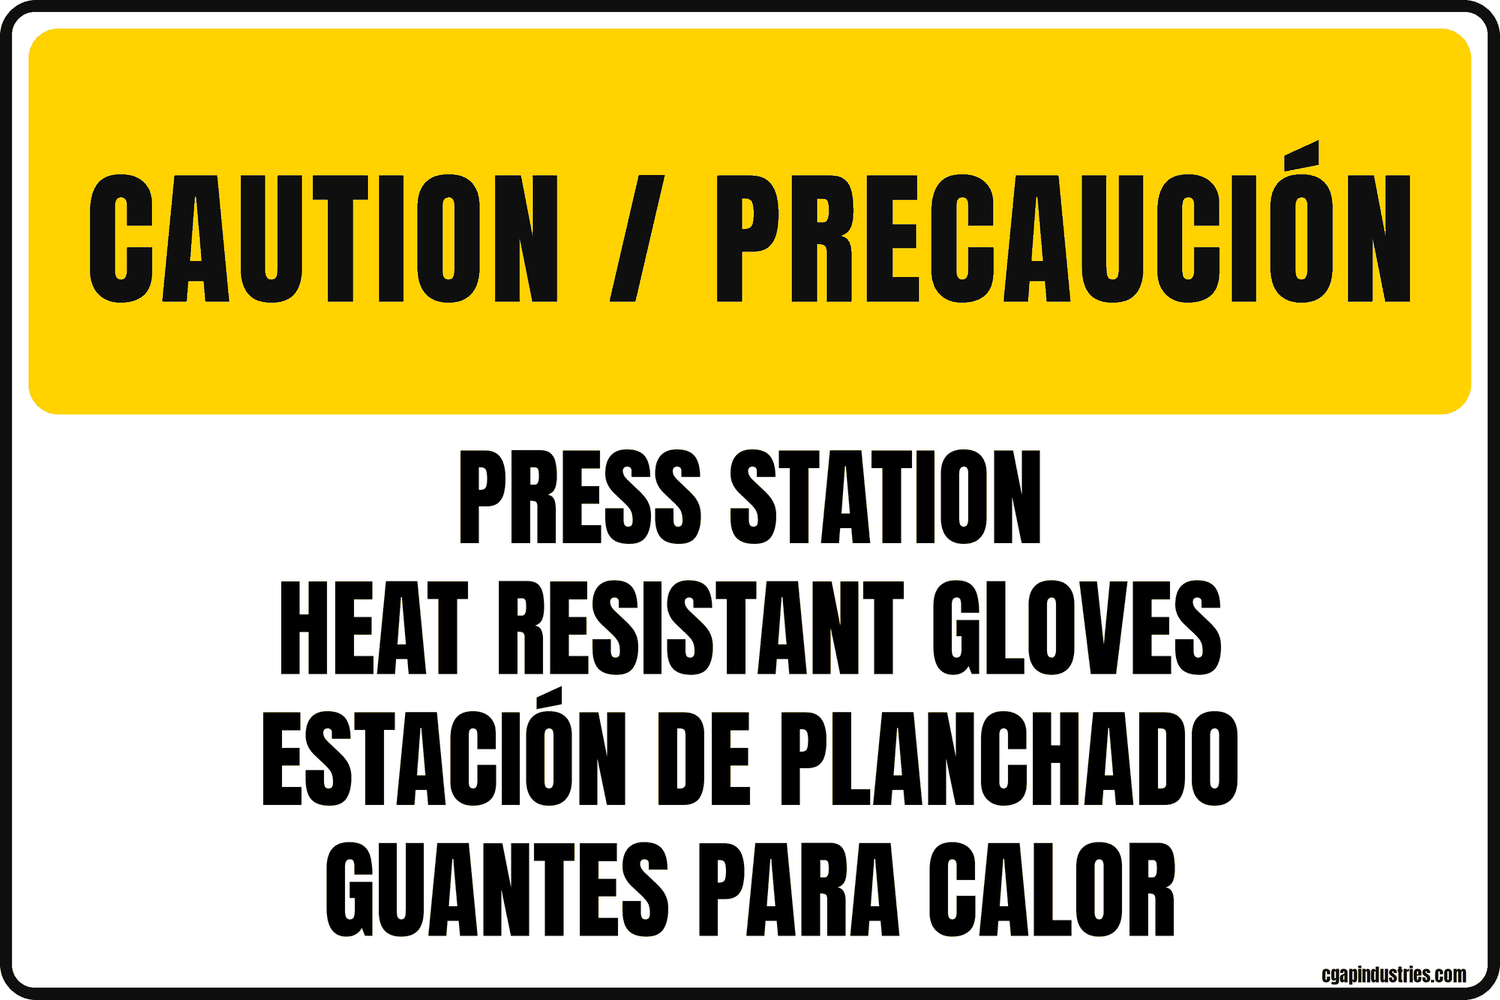 CAUTION / PRECAUCIÓN
PRESS STATION
HEAT RESISTANT GLOVES
ESTACIÓN DE PLANCHADO
GUANTES PARA CALOR
cgapindustries.com